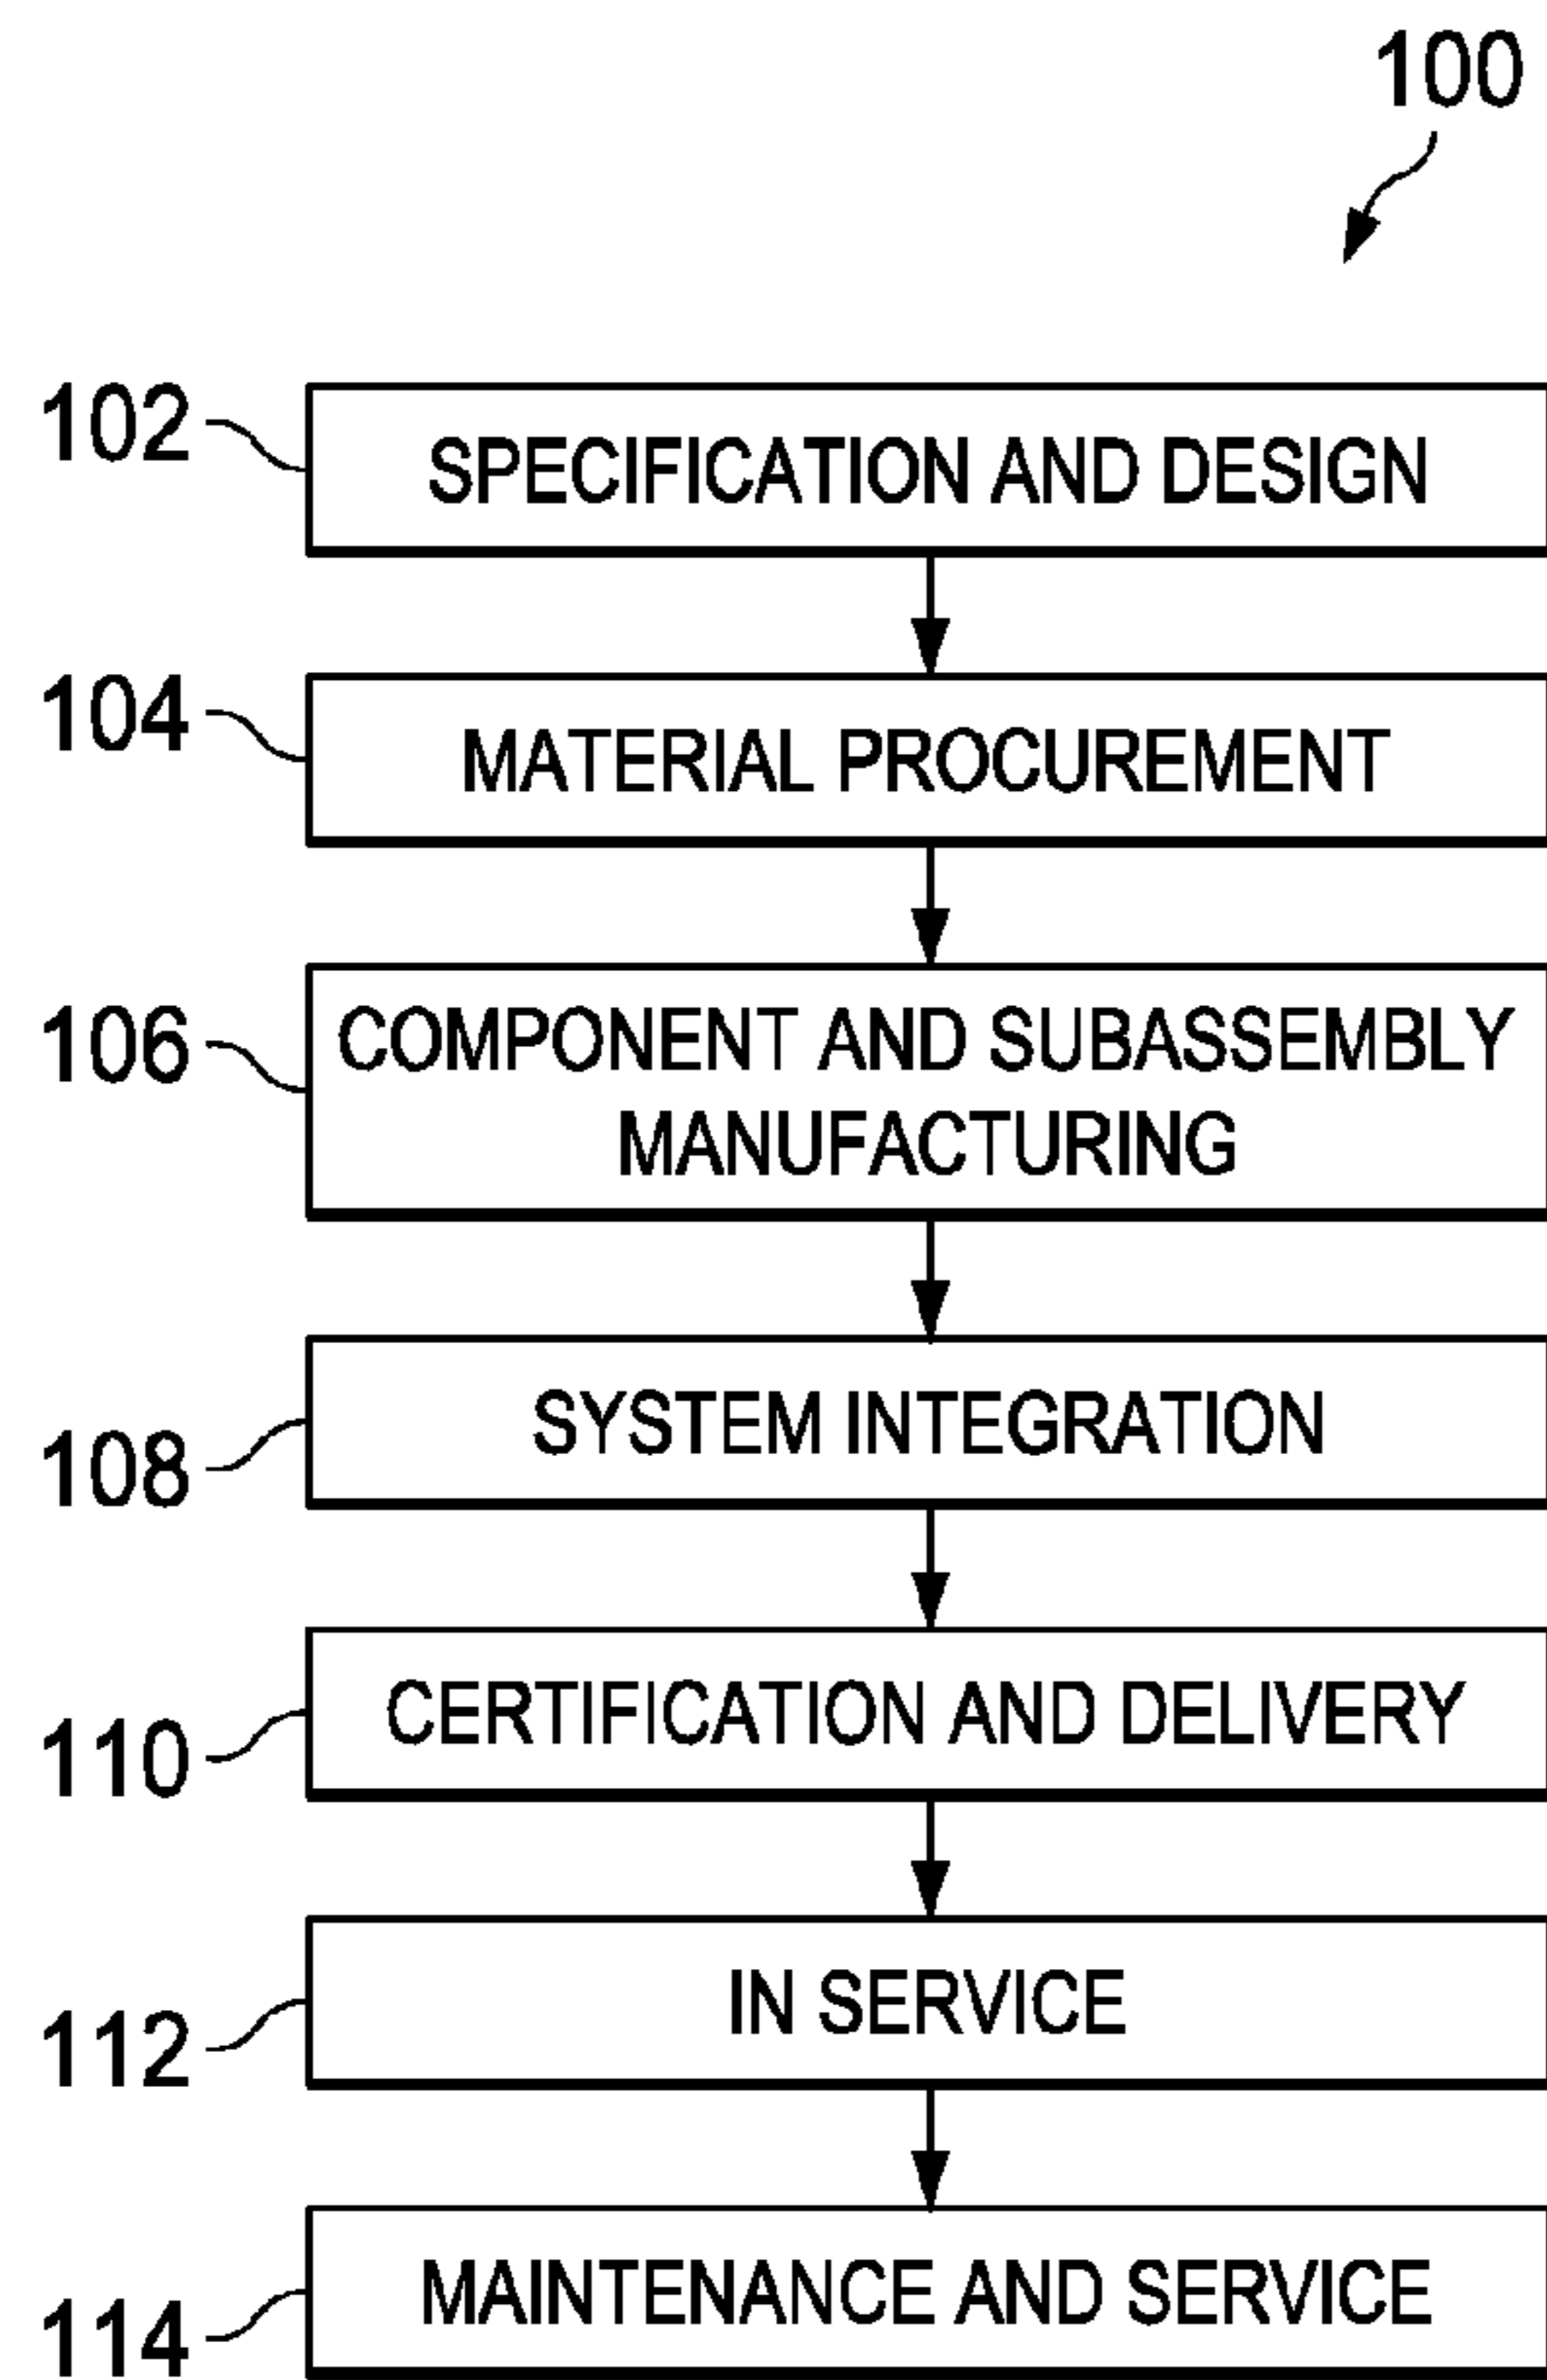 100
102
SPECIFICATION AND DESIGN
104
MATERIAL PROCUREMENT
106
COMPONENT AND SUBASSEMBLY
MANUFACTURING
108
SYSTEM INTEGRATION
110
CERTIFICATION AND DELIVERY
112
IN SERVICE
114
MAINTENANCE AND SERVICE